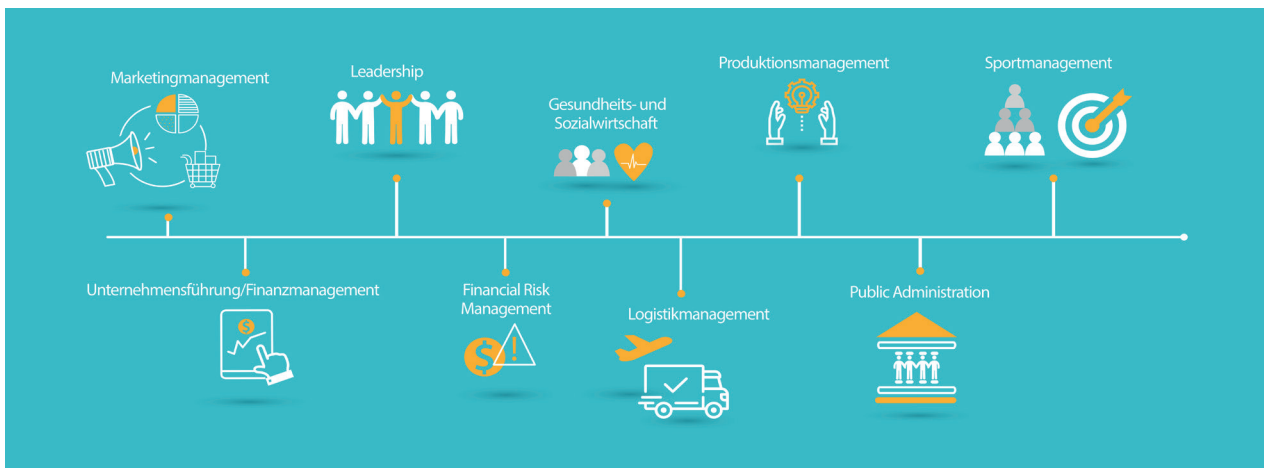 Marketingmanagement
Leadership
Gesundheits- und
Sozialwirtschaft
Produktionsmanagement
Sportmanagement
Unternehmensführung/Finanzmanagement
$
Financial Risk
Management
$
!
Logistikmanagement
Public Administration